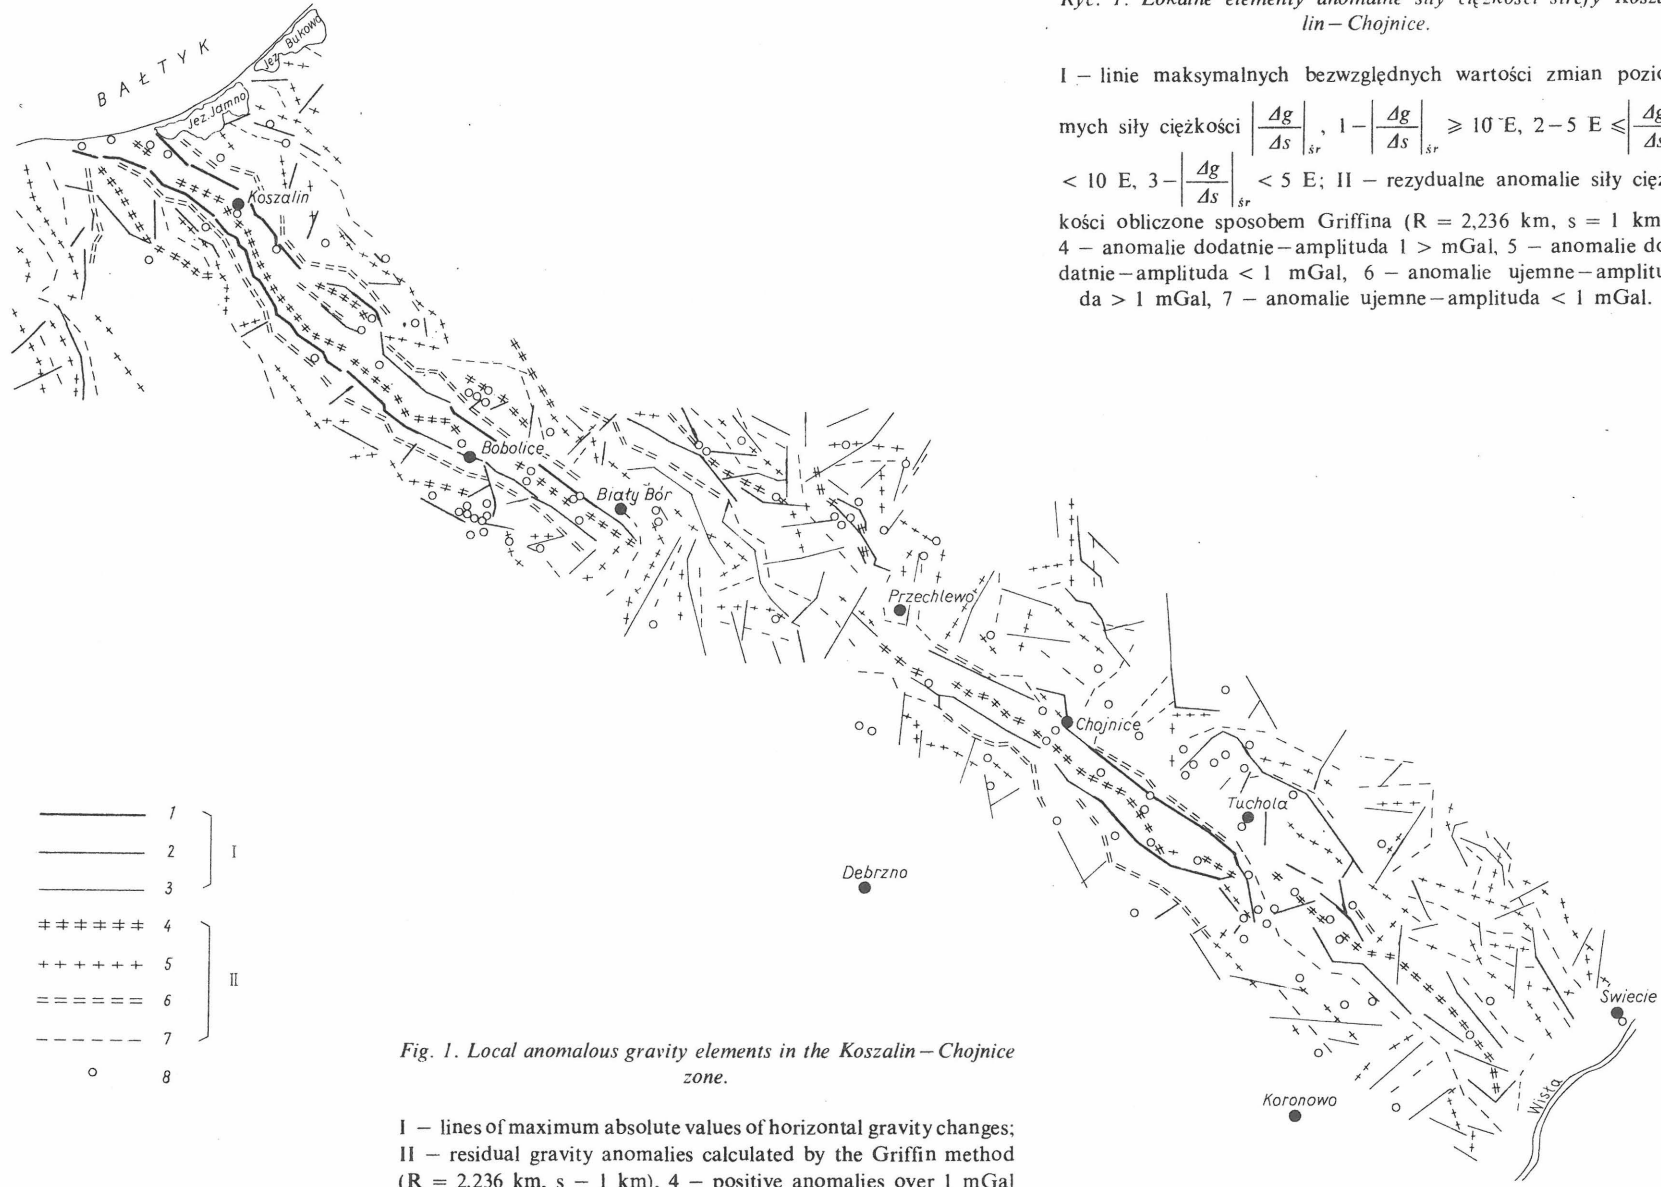 lin — Chojnice.
I — linie maksymalnych bezwzględnych wartości zmian pozio
mych siły ciężkości |Δg/Δs|śr , 1 — |Δg/Δs|śr ⩾ 10 E, 2 — 5 E ⩽ |Δg/Δs
< 10 E, 3 — |Δg/Δs|śr < 5 E; II — rezydualne anomalie siły cięż
kości obliczone sposobem Griffina (R = 2,236 km, s = 1 km
4 — anomalie dodatnie — amplituda 1 > mGal, 5 — anomalie do
datnie — amplituda < 1 mGal, 6 — anomalie ujemne — amplitu
da > 1 mGal, 7 — anomalie ujemne — amplituda < 1 mGal.
BAŁTYK
Jez. Bukowo
Jez. Jamno
Koszalin
Bobolice
Biały Bór
Przechlewo
Chojnice
Tuchola
Debrzno
Świecie
Koronowo
Wisła
1
2
3
I
4
5
6
7
II
8
Fig. 1. Local anomalous gravity elements in the Koszalin — Chojnice
zone.
I — lines of maximum absolute values of horizontal gravity changes;
II — residual gravity anomalies calculated by the Griffin method
(R = 2,236 km, s — 1 km), 4 — positive anomalies over 1 mGal